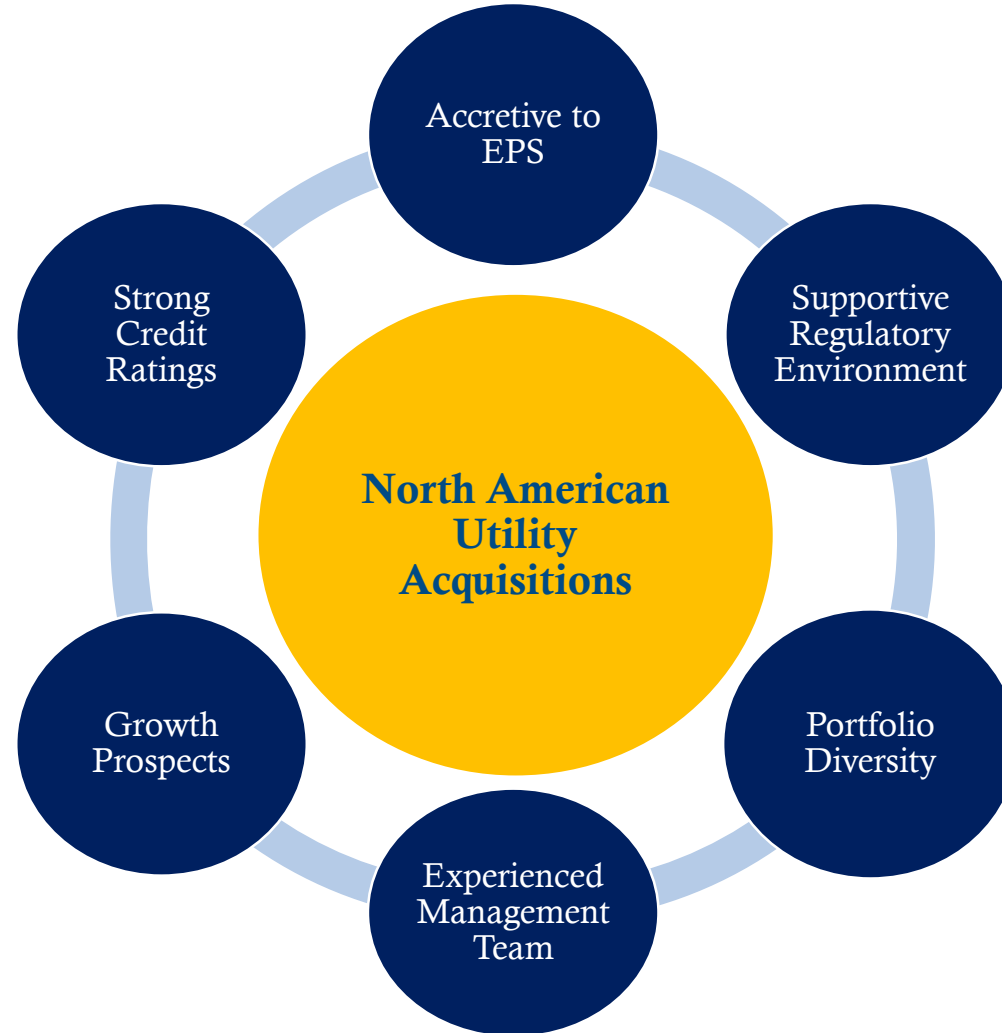 Accretive to
EPS
Supportive
Regulatory
Environment
Portfolio
Diversity
Experienced
Management
Team
Growth
Prospects
Strong
Credit
Ratings
North American
Utility
Acquisitions